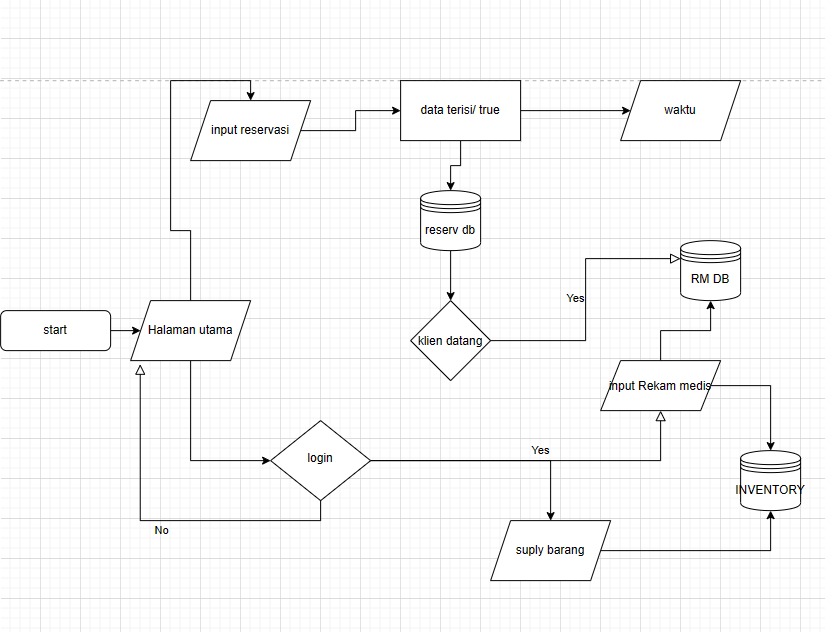 input reservasi
data terisi/ true
waktu
reserv db
RM DB
Yes
start
Halaman utama
klien datang
input Rekam medis
login
Yes
INVENTORY
No
suply barang